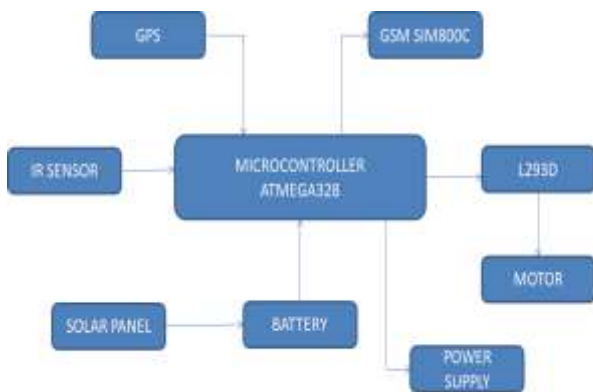 GPS
GSM SIM800C
IR SENSOR
MICROCONTROLLER
ATMEGA328
L293D
MOTOR
SOLAR PANEL
BATTERY
POWER
SUPPLY